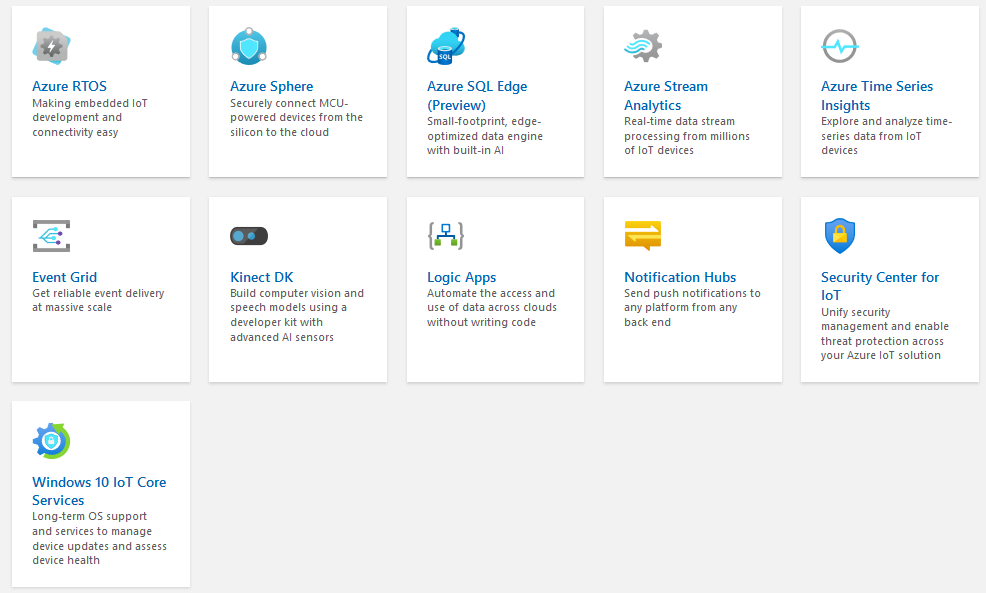 Azure RTOS
Making embedded IoT
development and
connectivity easy
Azure Sphere
Securely connect MCU-
powered devices from the
silicon to the cloud
SQL
Azure SQL Edge
(Preview)
Small-footprint, edge-
optimized data engine
with built-in AI
Azure Stream
Analytics
Real-time data stream
processing from millions
of IoT devices
Azure Time Series
Insights
Explore and analyze time-
series data from IoT
devices
Event Grid
Get reliable event delivery
at massive scale
Kinect DK
Build computer vision and
speech models using a
developer kit with
advanced AI sensors
Logic Apps
Automate the access and
use of data across clouds
without writing code
Notification Hubs
Send push notifications to
any platform from any
back end
Security Center for
IoT
Unify security
management and enable
threat protection across
your Azure IoT solution
Windows 10 IoT Core
Services
Long-term OS support
and services to manage
device updates and assess
device health